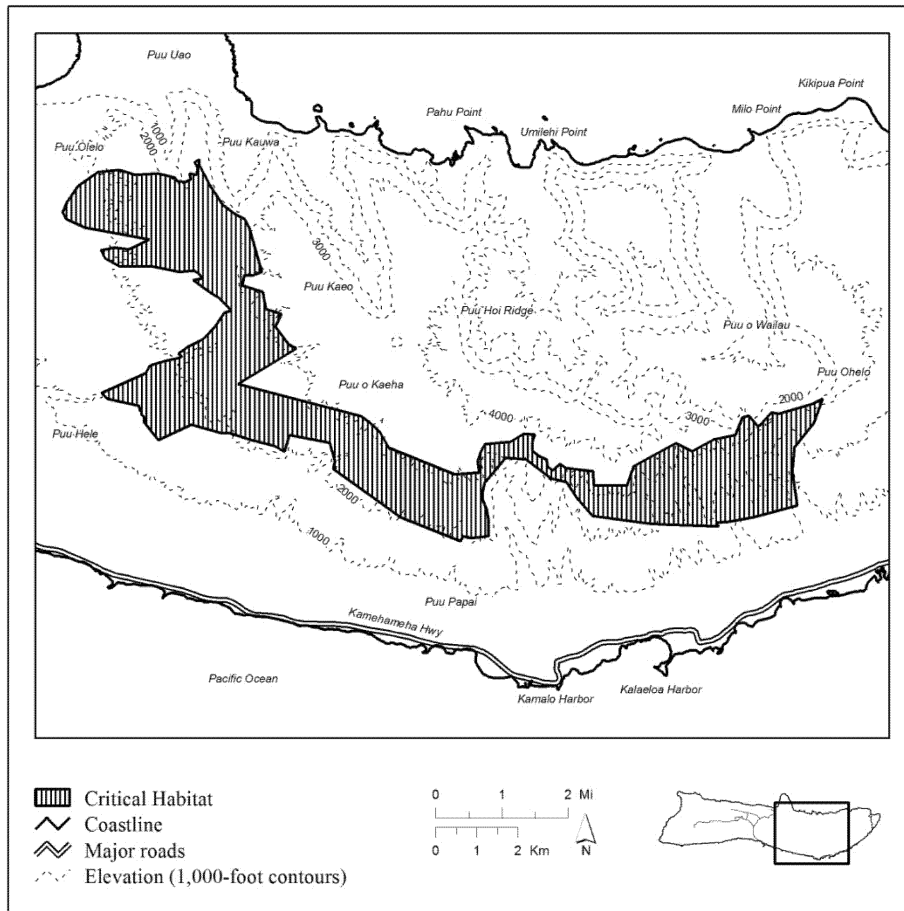 Puu Uao
Kikipua Point
Pahu Point
Milo Point
Umilehi Point
1000
2000
Puu Kauwa
Puu Olelo
3000
Puu Kaeo
Puu Hoi Ridge
Puu o Wailau
Puu Ohelo
Puu o Kaeha
2000
4000
3000
Puu Hele
2000
1000
Puu Papai
Kamehameha Hwy
Pacific Ocean
Kamalo Harbor
Kalaeloa Harbor
Critical Habitat
Coastline
Major roads
Elevation (1,000-foot contours)
0 1 2 Mi
0 1 2 Km
N